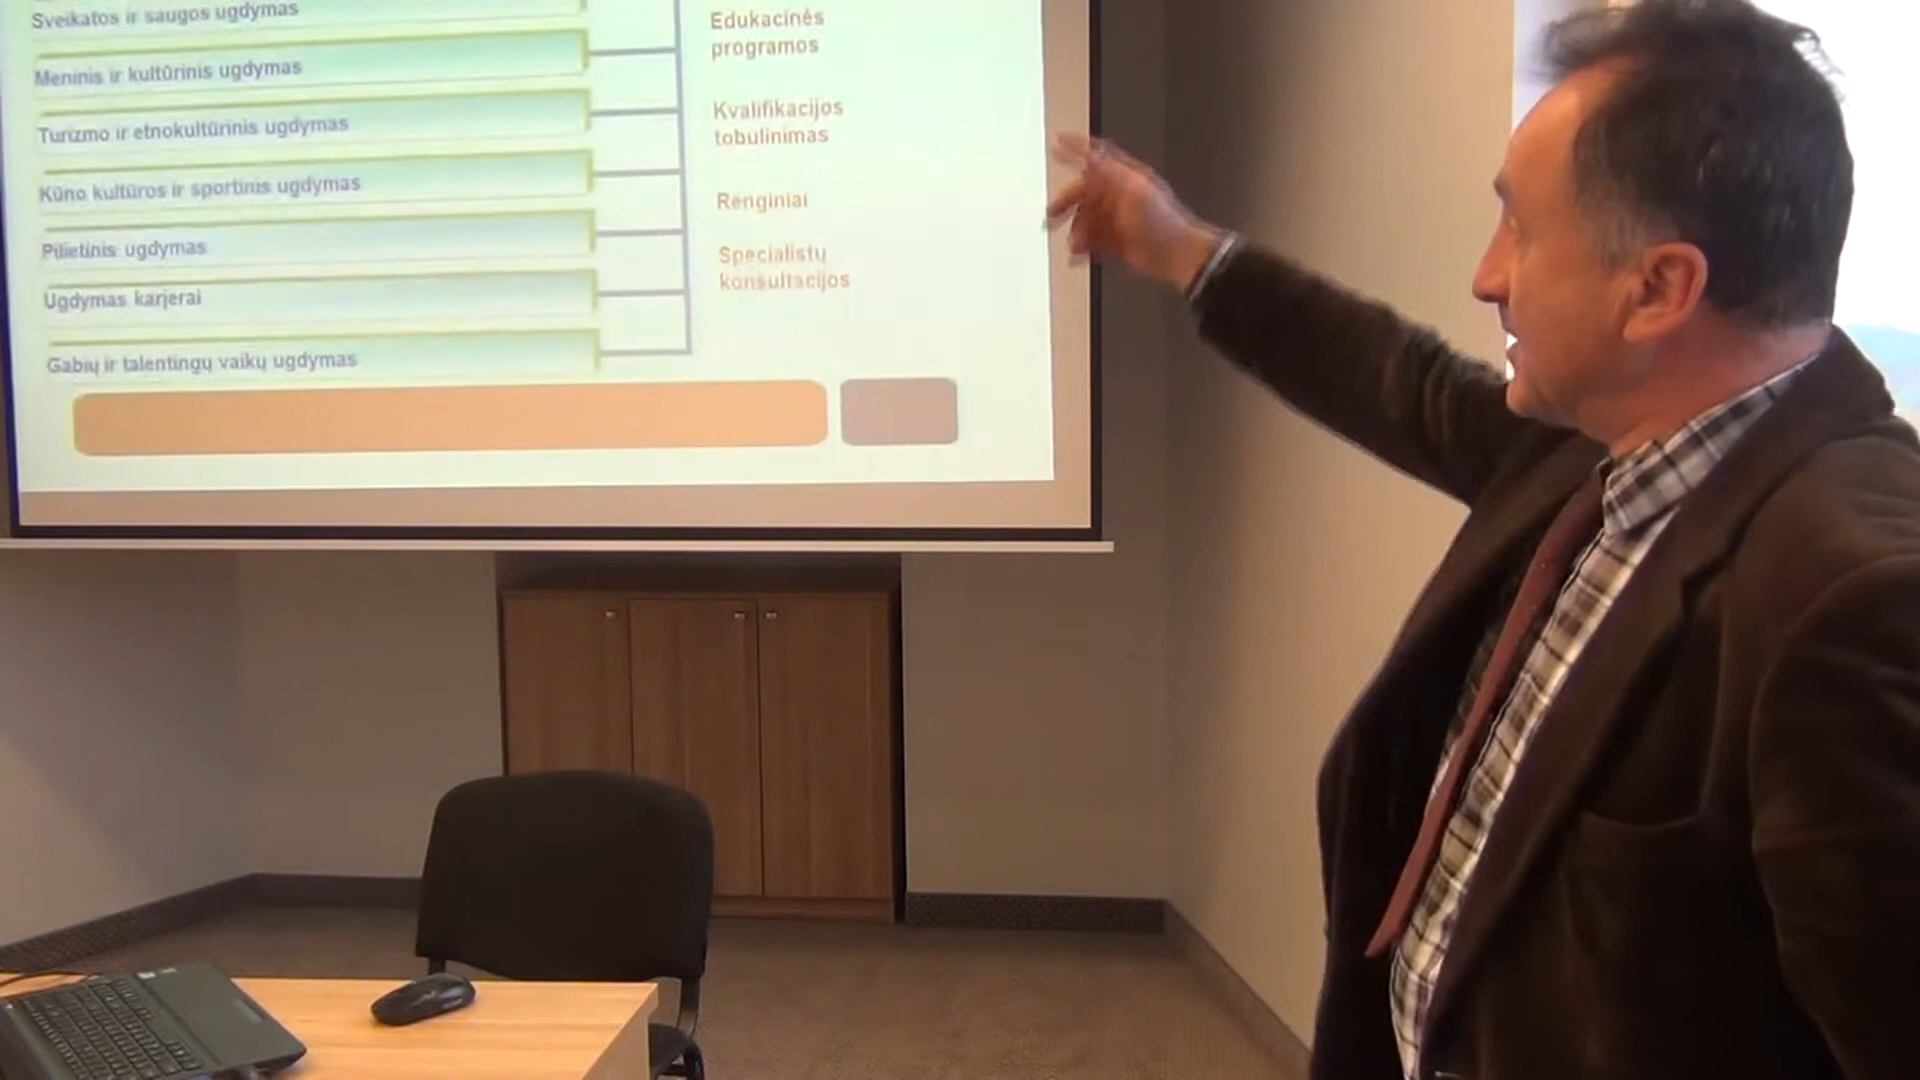 Sveikatos ir saugos ugdymas
Meninis ir kultūrinis ugdymas
Turizmo ir etnokultūrinis ugdymas
Kūno kultūros ir sportinis ugdymas
Pilietinis ugdymas
Ugdymas karjerai
Gabių ir talentingų vaikų ugdymas
Edukacinės
programos
Kvalifikacijos
tobulinimas
Renginiai
Specialistų
konsultacijos